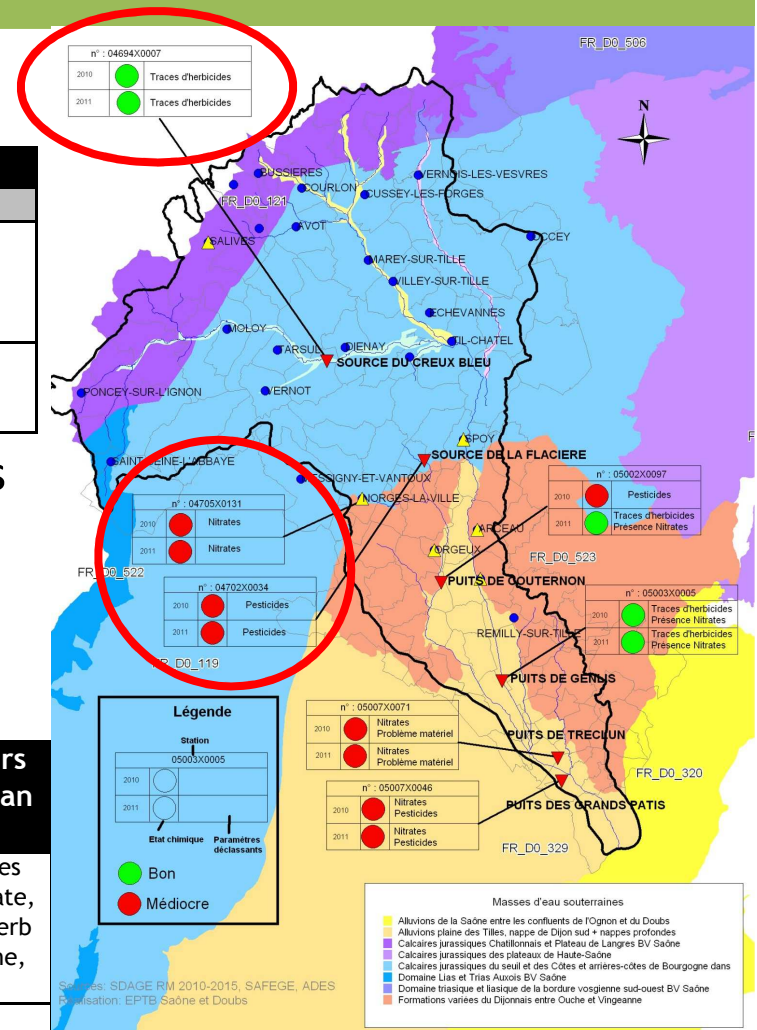 FR_D0_506
n° : 04694X0007
2010 Traces d'herbicides
2011 Traces d'herbicides
N
BUSSIERES
VERNOIS-LES-VESVRES
COURLON
CUSSEY-LES-FORGES
FR_D0_121
AVOT
OCCEY
SALIVES
MAREY-SUR-TILLE
VILLEY-SUR-TILLE
ECHEVANNES
MOLOY
TARSUL
DIENAY
TIL-CHATEL
SOURCE DU CREUX BLEU
PONCEY-SUR-L'IGNON
VERNOT
SPOY
SAINT-SEINE-L'ABBAYE
SOURCE DE LA FLACIERE
n° : 05002X0097
2010 Pesticides
2011 Traces d'herbicides
Présence Nitrates
NORGES-LA-VILLE
n° : 04705X0131
2010 Nitrates
2011 Nitrates
ARCEAU
ORGEUX
FR_D0_523
FR_D0_522
n° : 04702X0034
2010 Pesticides
2011 Pesticides
PUITS DE COUTERNON
n° : 05003X0005
2010 Traces d'herbicides
Présence Nitrates
2011 Traces d'herbicides
Présence Nitrates
REMILLY-SUR-TILLE
FR_D0_119
PUITS DE GENLIS
n° : 05007X0071
2010 Nitrates
Problème matériel
2011 Nitrates
Problème matériel
PUITS DE TRECLUN
FR_D0_320
n° : 05007X0046
2010 Nitrates
Pesticides
2011 Nitrates
Pesticides
PUITS DES GRANDS PATIS
FR_D0_329
Légende
Station
05003X0005
2010
2011
Etat chimique
Paramètres
déclassants
Bon
Médiocre
Masses d'eau souterraines
Alluvions de la Saône entre les confluents de l'Ognon et du Doubs
Alluvions plaine des Tilles, nappe de Dijon sud + nappes profondes
Calcaires jurassiques Chatillonnais et Plateau de Langres BV Saône
Calcaires jurassiques des plateaux de Haute-Saône
Calcaires jurassiques du seuil et des Côtes et arrières-côtes de Bourgogne dans
Domaine Lias et Trias Auxois BV Saône
Domaine triasique et liasique de la bordure vosgienne sud-ouest BV Saône
Formations variées du Dijonnais entre Ouche et Vingeanne
Sources: SDAGE RM 2010-2015, SAFEGE, ADES
Réalisation: EPTB Saône et Doubs